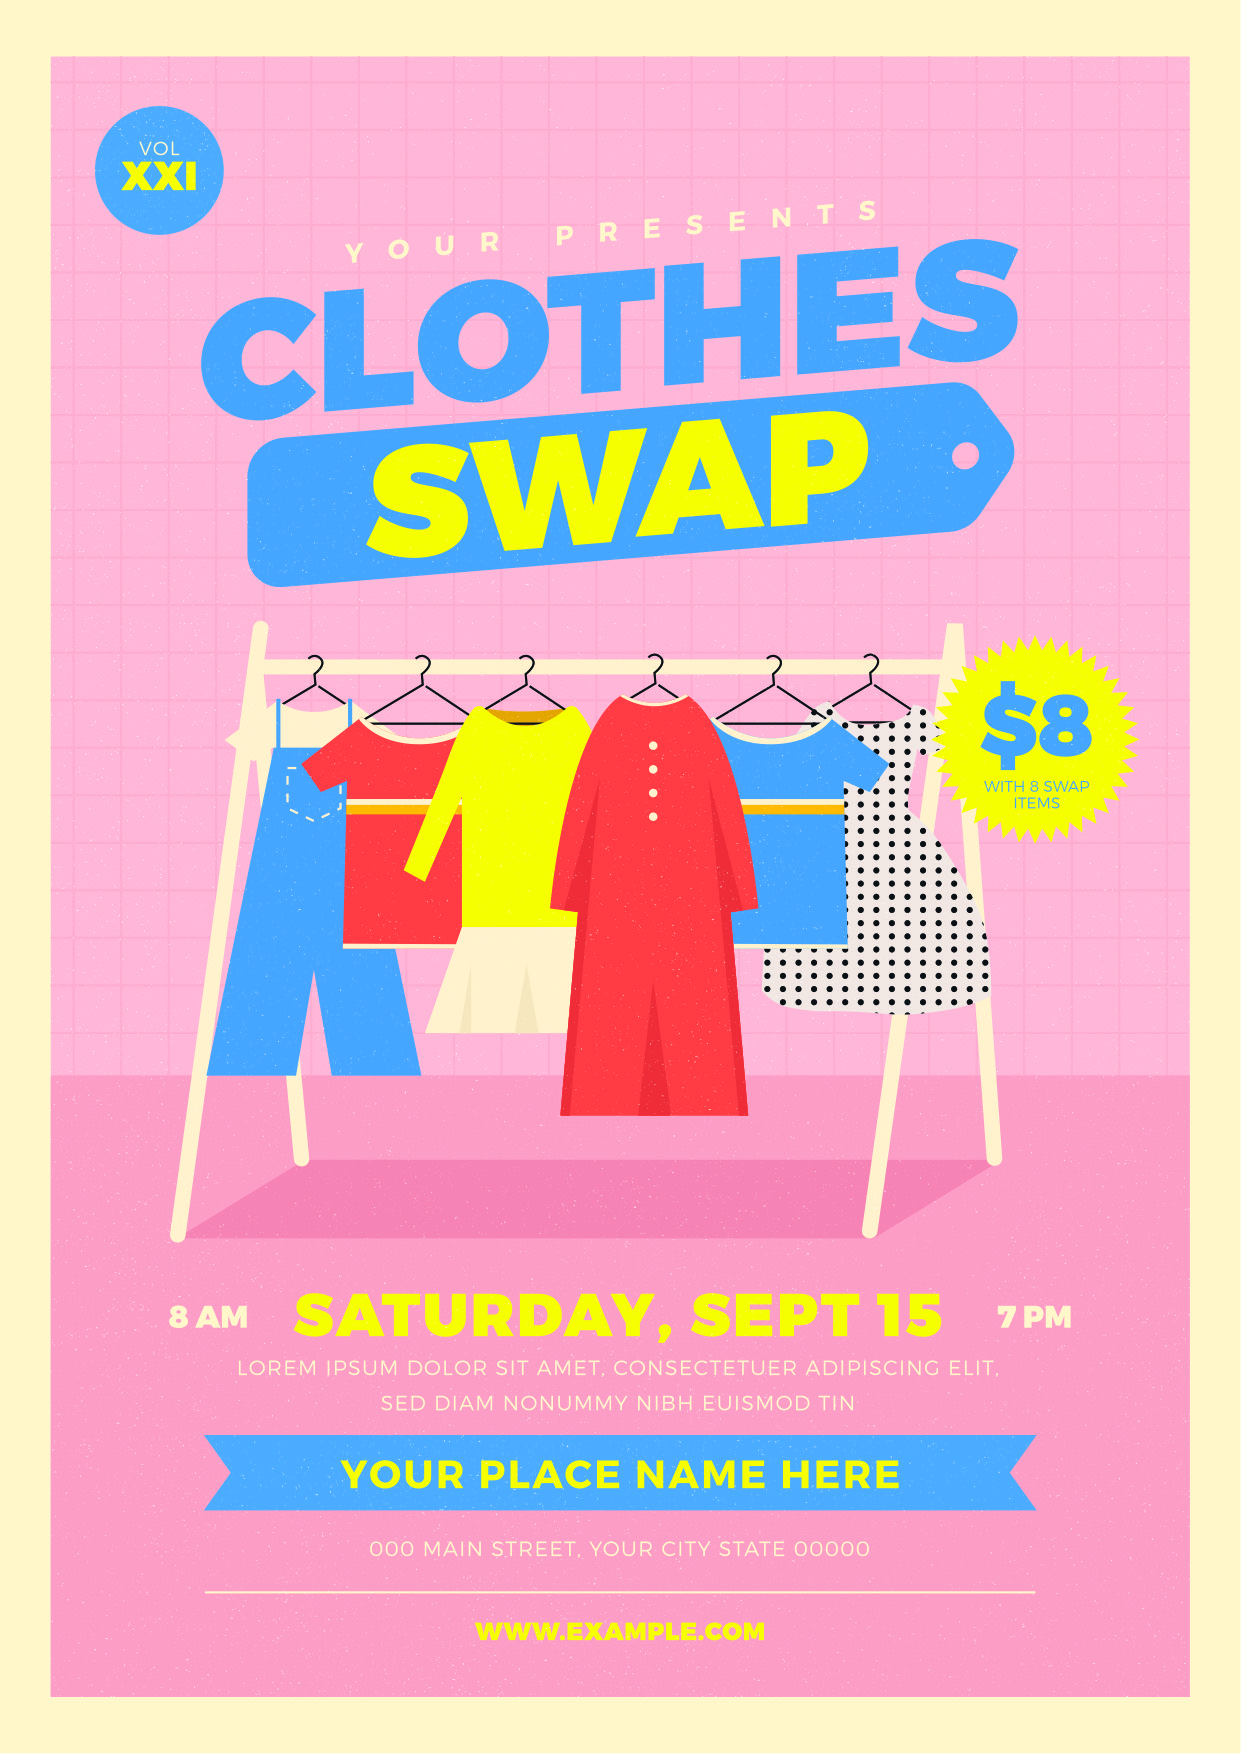 VOL
XXI
YOUR PRESENTS
CLOTHES
SWAP
$8
WITH 8 SWAP
ITEMS
8 AM
SATURDAY, SEPT 15
7 PM
LOREM IPSUM DOLOR SIT AMET, CONSECTETUER ADIPISCING ELIT,
SED DIAM NONUMMY NIBH EUISMOD TIN
YOUR PLACE NAME HERE
000 MAIN STREET, YOUR CITY STATE 00000
WWW.EXAMPLE.COM